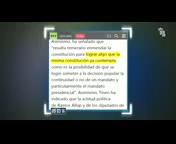 Asimismo, ha señalado que
"resulta temerario enmendar la
constitución para lograr algo que la
misma constitución ya contempla,
como es la posibilidad de que se
logre someter a la decisión popular la
continuidad o no de un mandato y
particularmente el mandato
presidencial". Asimismo, Ynen ha
indicado que la actitud política de
de Ramos Allup y de los diputados de